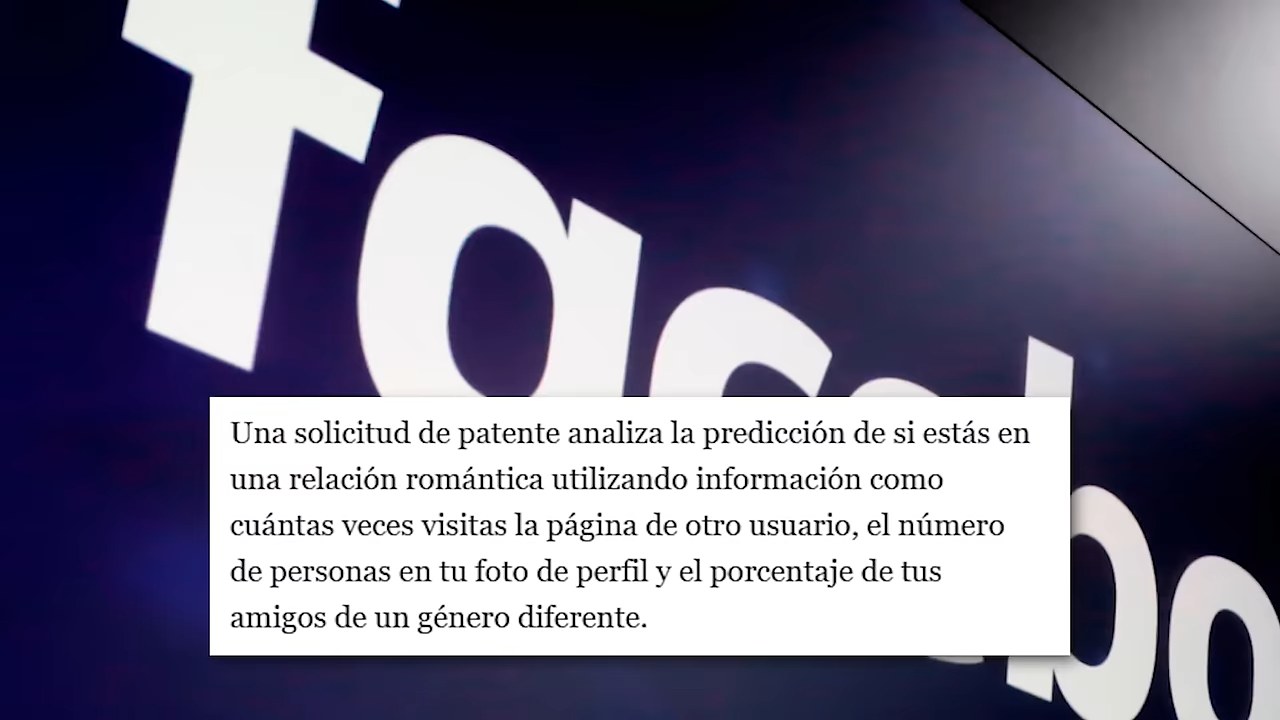 facebo
Una solicitud de patente analiza la predicción de si estás en
una relación romántica utilizando información como
cuántas veces visitas la página de otro usuario, el número
de personas en tu foto de perfil y el porcentaje de tus
amigos de un género diferente.